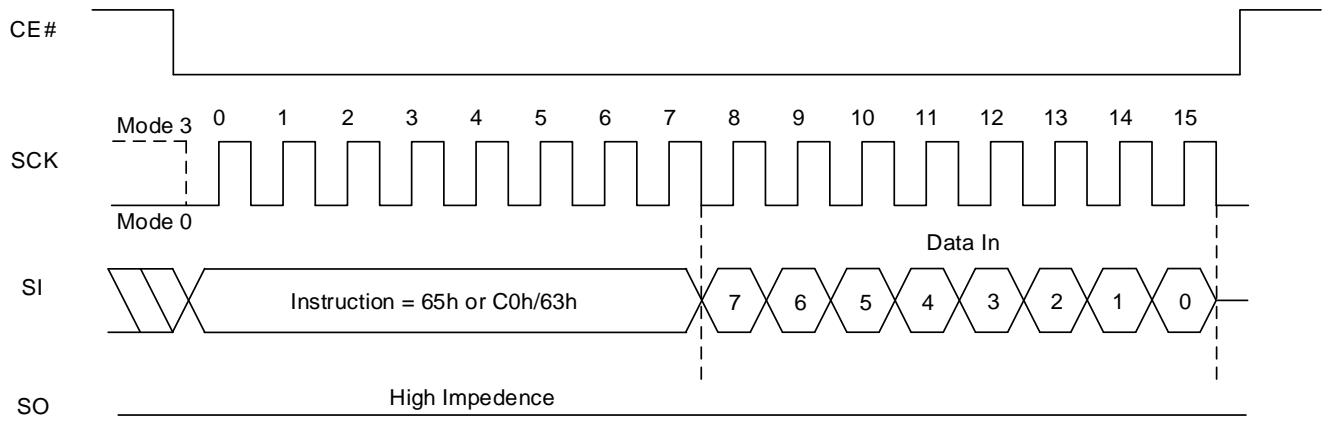 CE#
Mode 3 0 1 2 3 4 5 6 7 8 9 10 11 12 13 14 15
SCK
Mode 0
Data In
SI Instruction = 65h or C0h/63h 7 6 5 4 3 2 1 0
High Impedence
SO